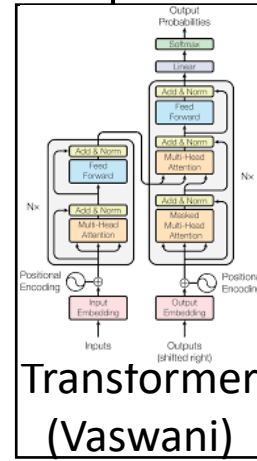 Output
Probabilities
Softmax
Linear
Add & Norm
Feed
Forward
Add & Norm
Multi-Head
Attention
Add & Norm
Masked
Multi-Head
Attention
Nx
Add & Norm
Feed
Forward
Add & Norm
Multi-Head
Attention
Nx
Positional
Encoding
Positional
Encoding
Input
Embedding
Output
Embedding
Inputs
Outputs
(shifted right)
Transformer
(Vaswani)